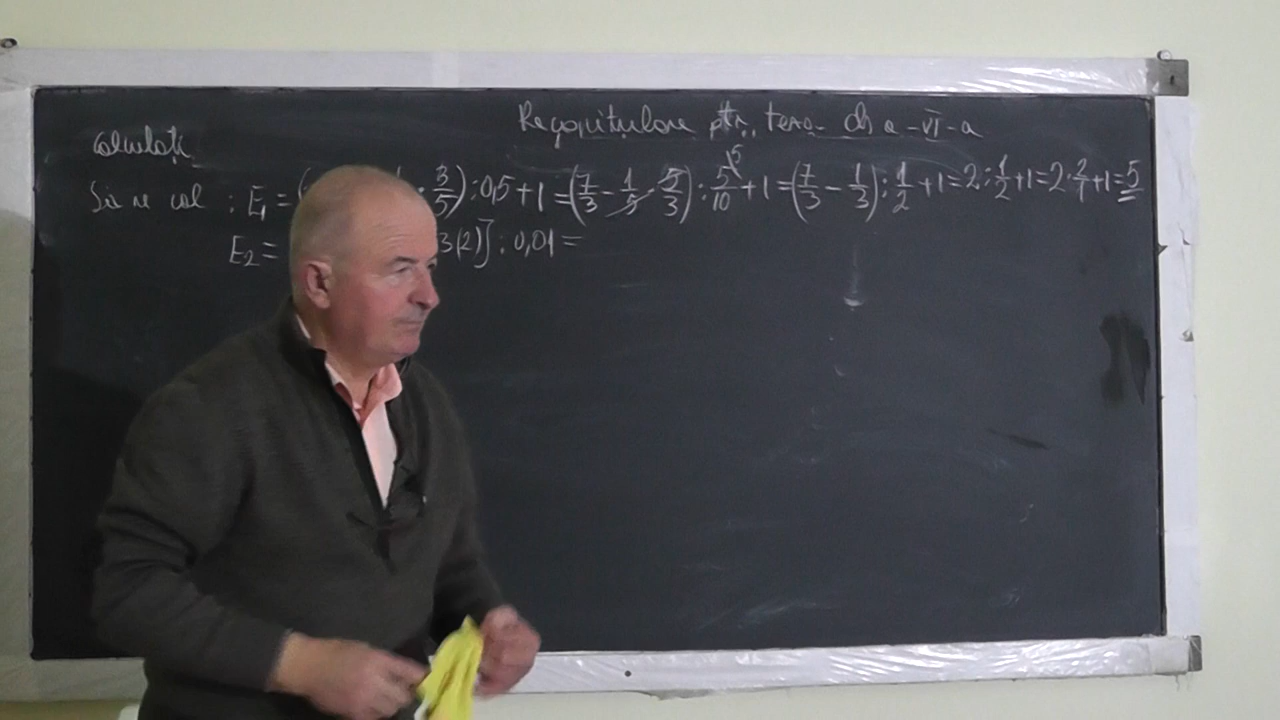 Recapitulare ptr. teza cls a-VI-a
Calculați
Să se cal : E₁ = ( : 3/5) : 0,5 + 1 = (7/3 - 1/5 · 5/3) : 5/10 + 1 = (7/3 - 1/3) : 1/2 + 1 = 2 : 1/2 + 1 = 2 · 2/1 + 1 = 5
E₂ = 3(2)] : 0,01 =